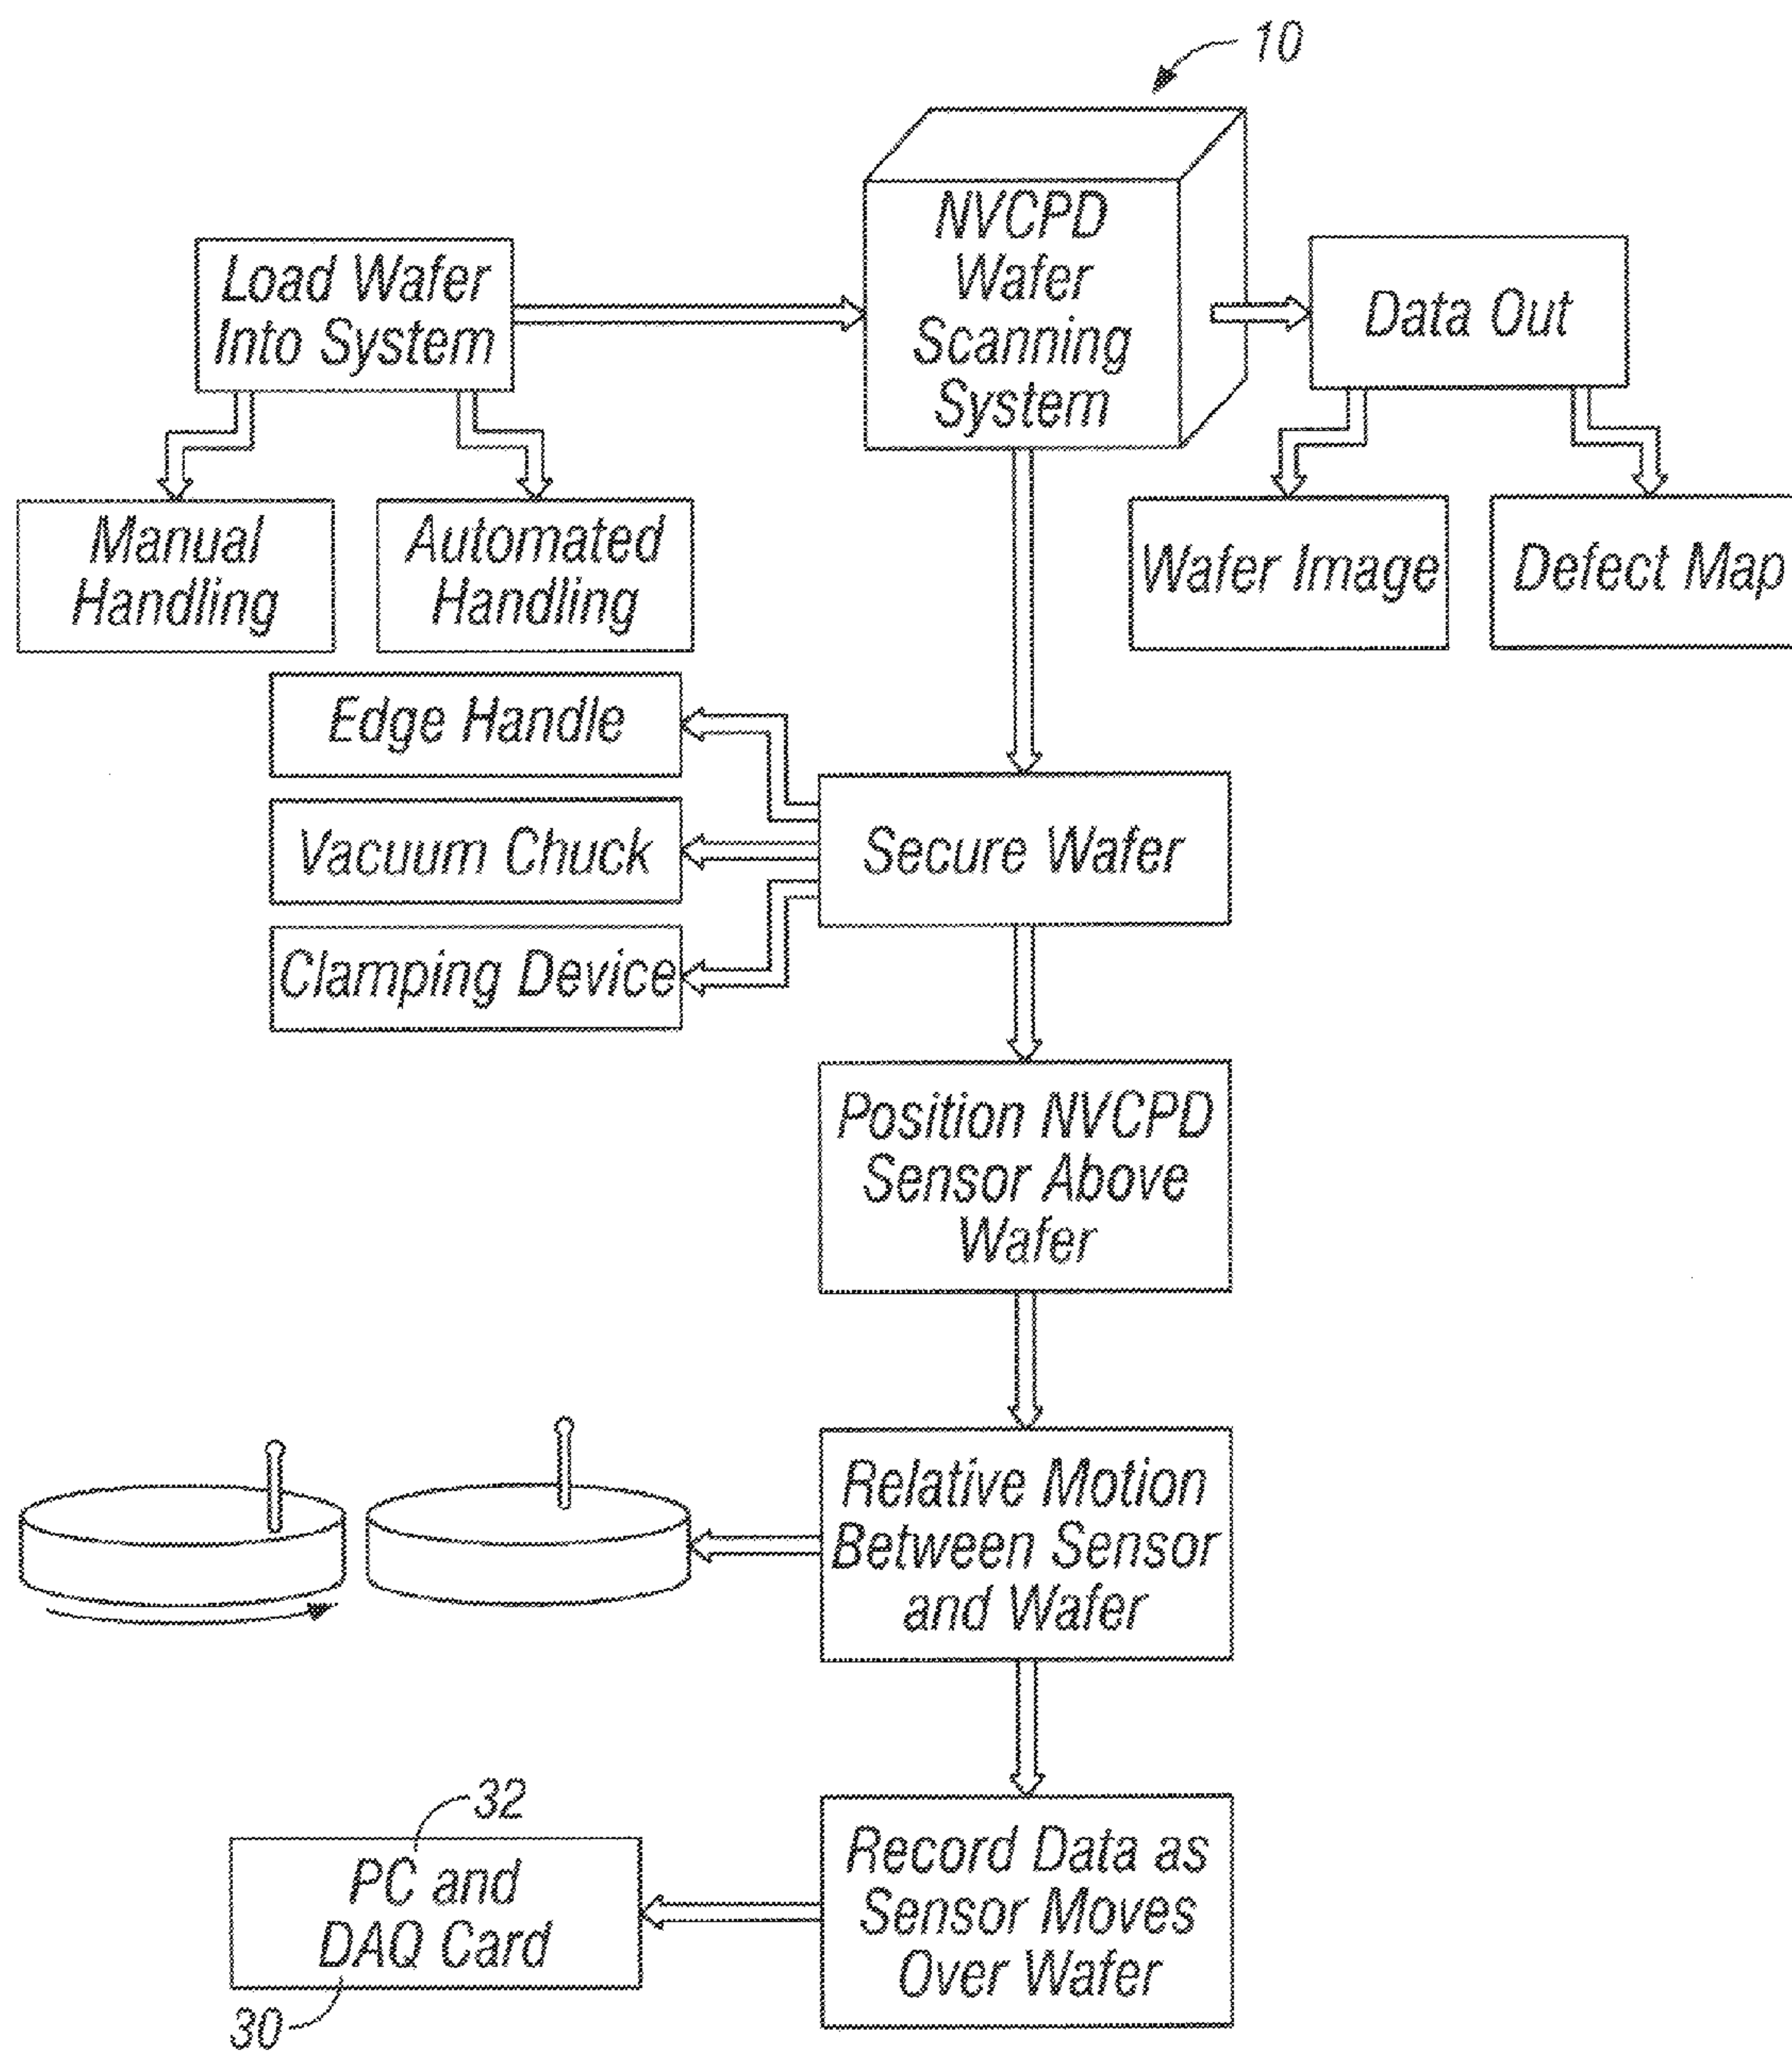 10
NVCPD
Wafer
Scanning
System
Load Wafer
Into System
Data Out
Manual
Handling
Automated
Handling
Wafer Image
Defect Map
Edge Handle
Vacuum Chuck
Clamping Device
Secure Wafer
Position NVCPD
Sensor Above
Wafer
Relative Motion
Between Sensor
and Wafer
32
PC and
DAQ Card
30
Record Data as
Sensor Moves
Over Wafer